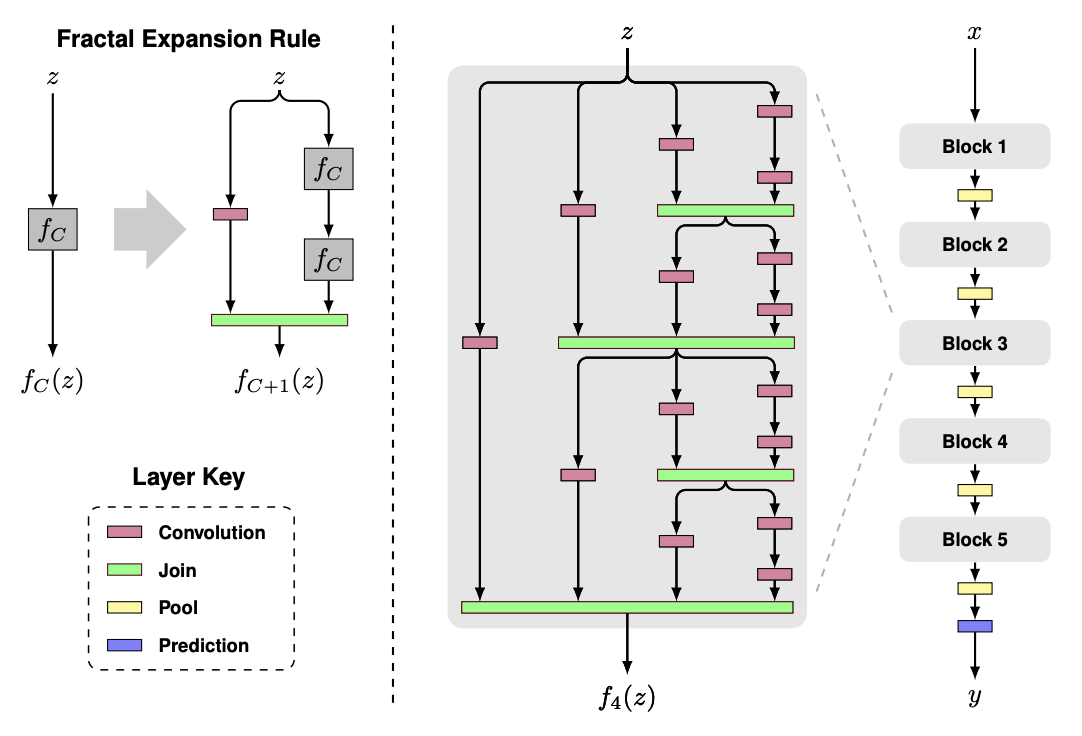 Fractal Expansion Rule
z
f_C
f_C(z)
z
f_C
f_C
f_{C+1}(z)
Layer Key
Convolution
Join
Pool
Prediction
z
f_4(z)
x
Block 1
Block 2
Block 3
Block 4
Block 5
y